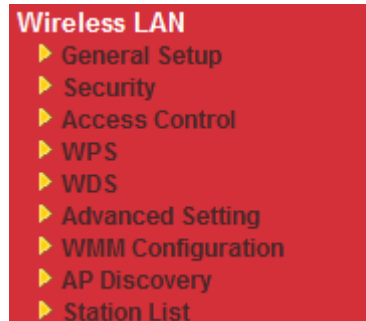 Wireless LAN
General Setup
Security
Access Control
WPS
WDS
Advanced Setting
WMM Configuration
AP Discovery
Station List